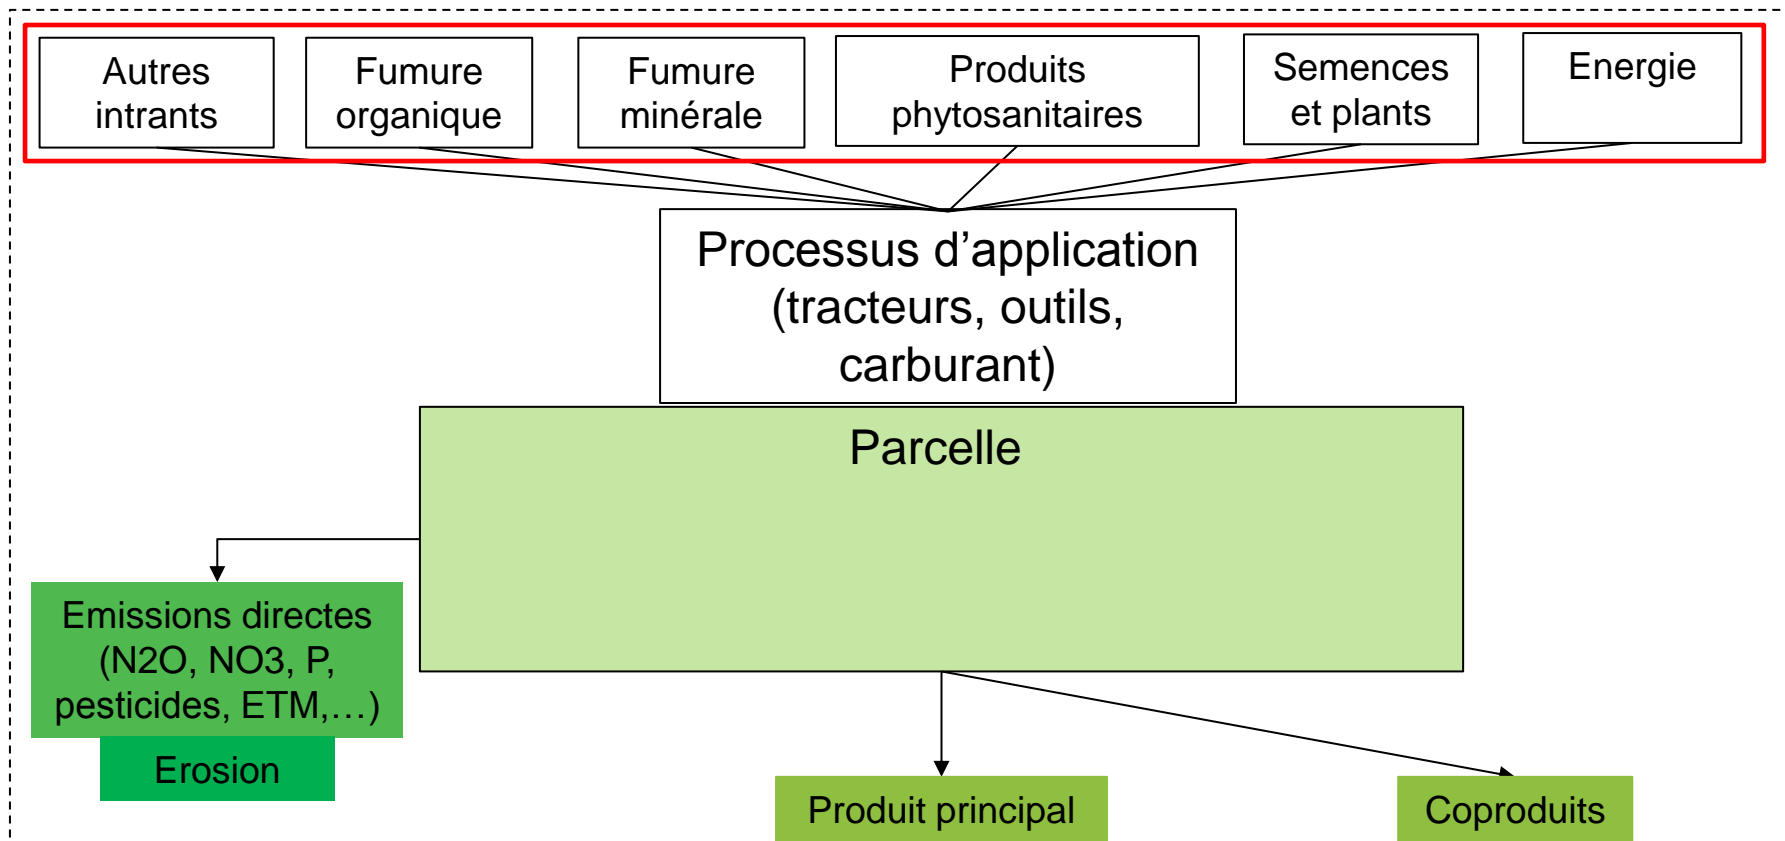 Autres
intrants
Fumure
organique
Fumure
minérale
Produits
phytosanitaires
Semences
et plants
Energie
Processus d’application
(tracteurs, outils,
carburant)
Parcelle
Emissions directes
(N2O, NO3, P,
pesticides, ETM,…)
Erosion
Produit principal
Coproduits